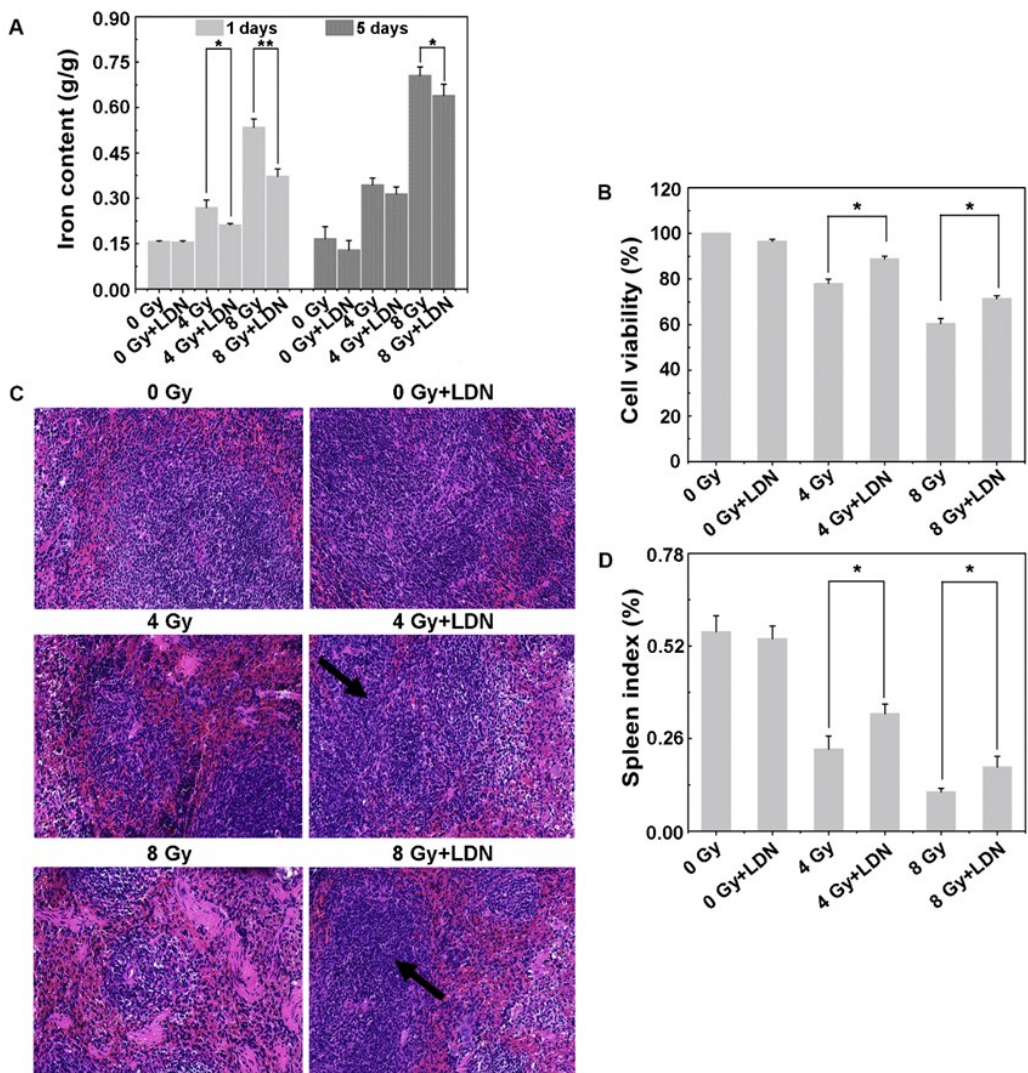 A
1 days
5 days
* ** *
Iron content (g/g)
0.90
0.75
0.60
0.45
0.30
0.15
0.00
0 Gy
0 Gy+LDN
4 Gy
4 Gy+LDN
8 Gy
8 Gy+LDN
0 Gy
0 Gy+LDN
4 Gy
4 Gy+LDN
8 Gy
8 Gy+LDN
B
* *
Cell viability (%)
120
100
80
60
40
20
0
0 Gy
0 Gy+LDN
4 Gy
4 Gy+LDN
8 Gy
8 Gy+LDN
C
0 Gy
0 Gy+LDN
4 Gy
4 Gy+LDN
8 Gy
8 Gy+LDN
D
* *
Spleen index (%)
0.78
0.52
0.26
0.00
0 Gy
0 Gy+LDN
4 Gy
4 Gy+LDN
8 Gy
8 Gy+LDN